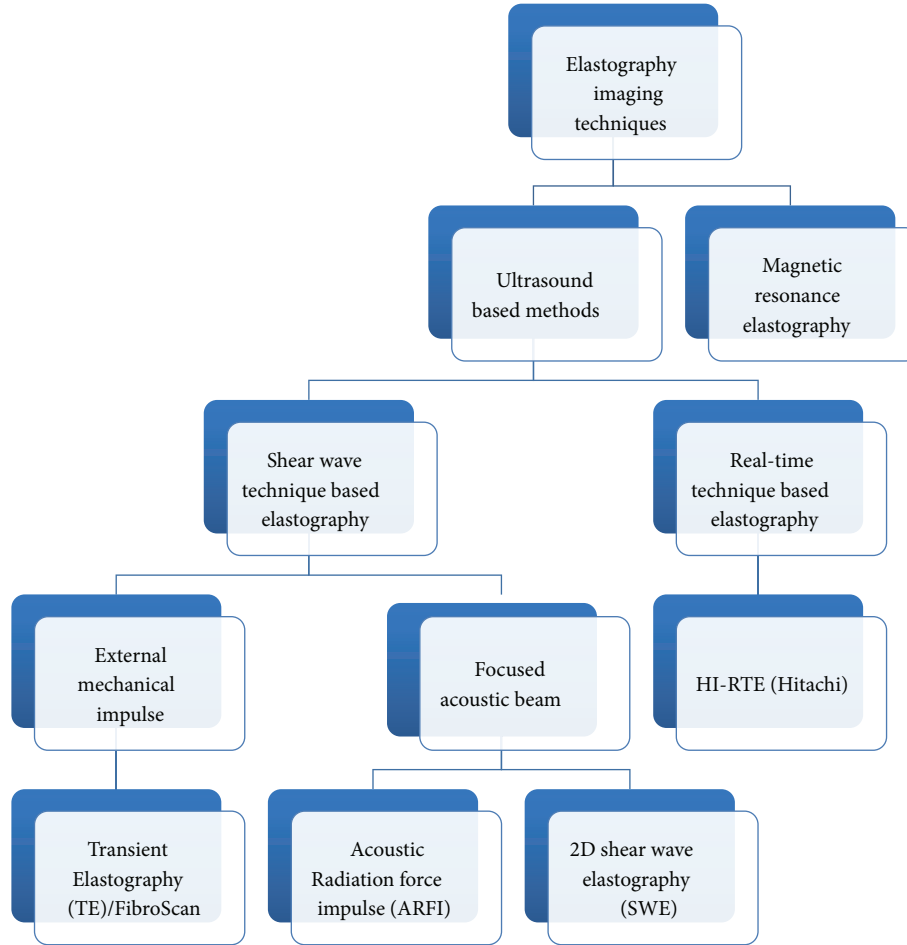 Elastography
imaging
techniques
Ultrasound
based methods
Magnetic
resonance
elastography
Shear wave
technique based
elastography
Real-time
technique based
elastography
External
mechanical
impulse
Focused
acoustic beam
HI-RTE (Hitachi)
Transient
Elastography
(TE)/FibroScan
Acoustic
Radiation force
impulse (ARFI)
2D shear wave
elastography
(SWE)